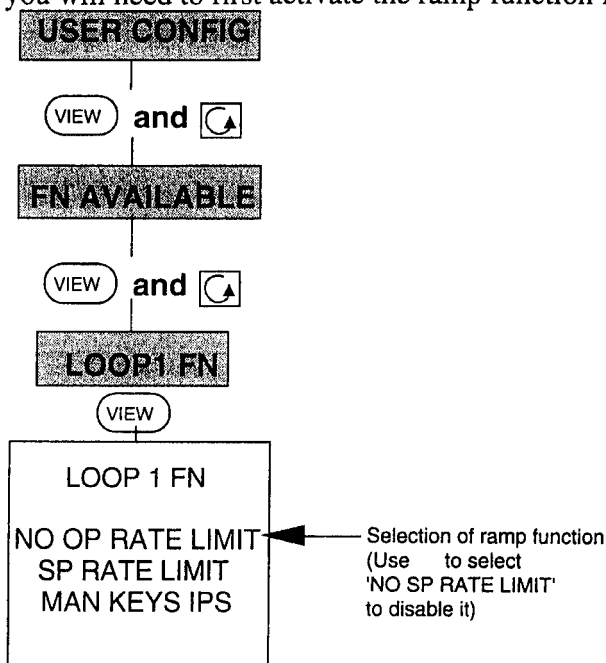 you will need to first activate the ramp function
USER CONFIG
VIEW and
FN AVAILABLE
VIEW and
LOOP1 FN
VIEW
LOOP 1 FN
NO OP RATE LIMIT
SP RATE LIMIT
MAN KEYS IPS
Selection of ramp function
(Use to select
'NO SP RATE LIMIT'
to disable it)